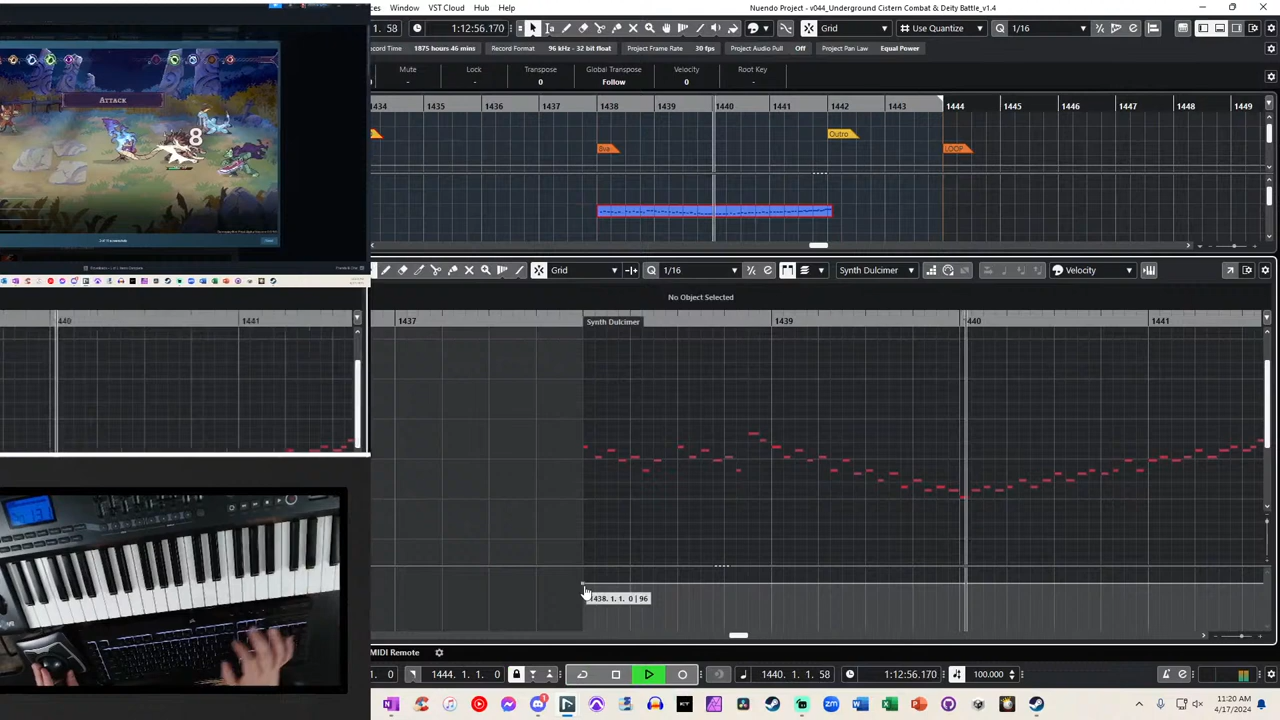 ces Window VST Cloud Hub Help Nuendo Project - v044_Underground Cistern Combat & Deity Battle_v1.4
1. 58 1:12:56.170 Grid Use Quantize 1/16
cord Time 1875 hours 46 mins Record Format 96 kHz - 32 bit float Project Frame Rate 30 fps Project Audio Pull Off Project Pan Law Equal Power
Mute Lock Transpose Global Transpose Velocity Root Key
- - 0 Follow 0 -
1434 1435 1436 1437 1438 1439 1440 1441 1442 1443 1444 1445 1446 1447 1448 1449
ATTACK
8
Outro
8va LOOP
Grid 1/16 Synth Dulcimer Velocity
No Object Selected
440 1441
1437 1439 1440 1441
Synth Dulcimer
1438. 1. 1. 0 | 96
MIDI Remote
0 1444. 1. 1. 0 1440. 1. 1. 58 1:12:56.170 100.000
11:20 AM
4/17/2024